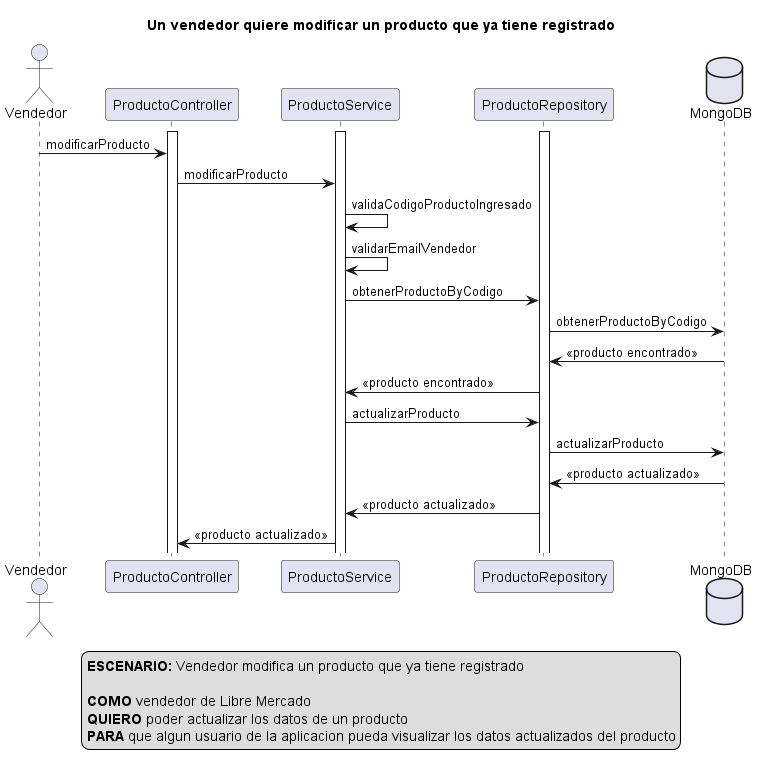 Un vendedor quiere modificar un producto que ya tiene registrado
Vendedor
ProductoController
ProductoService
ProductoRepository
MongoDB
modificarProducto
modificarProducto
validaCodigoProductoIngresado
validarEmailVendedor
obtenerProductoByCodigo
obtenerProductoByCodigo
«producto encontrado»
«producto encontrado»
actualizarProducto
actualizarProducto
«producto actualizado»
«producto actualizado»
«producto actualizado»
Vendedor
ProductoController
ProductoService
ProductoRepository
MongoDB
ESCENARIO: Vendedor modifica un producto que ya tiene registrado
COMO vendedor de Libre Mercado
QUIERO poder actualizar los datos de un producto
PARA que algun usuario de la aplicacion pueda visualizar los datos actualizados del producto